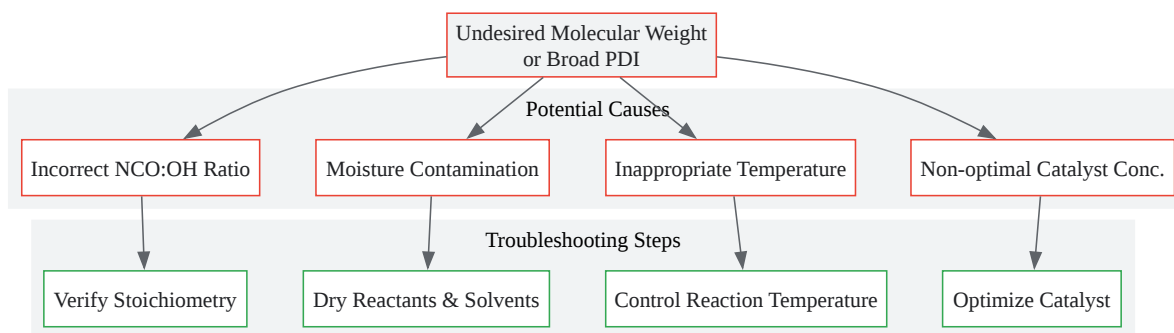 Undesired Molecular Weight
or Broad PDI
Potential Causes
Incorrect NCO:OH Ratio
Moisture Contamination
Inappropriate Temperature
Non-optimal Catalyst Conc.
Troubleshooting Steps
Verify Stoichiometry
Dry Reactants & Solvents
Control Reaction Temperature
Optimize Catalyst